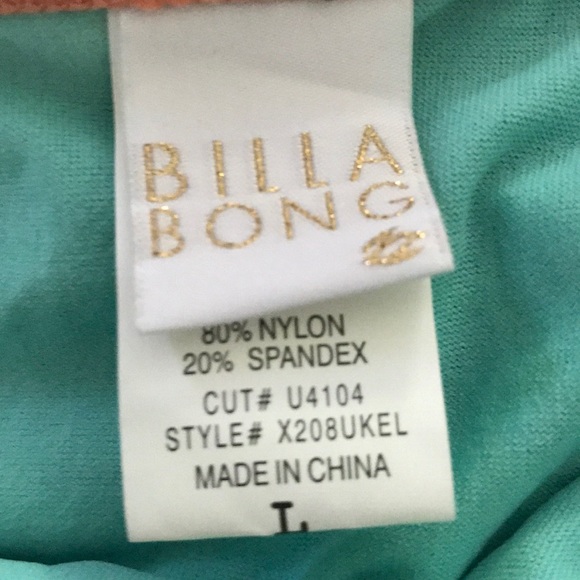 BILLA
BONG
80% NYLON
20% SPANDEX
CUT# U4104
STYLE# X208UKEL
MADE IN CHINA
L